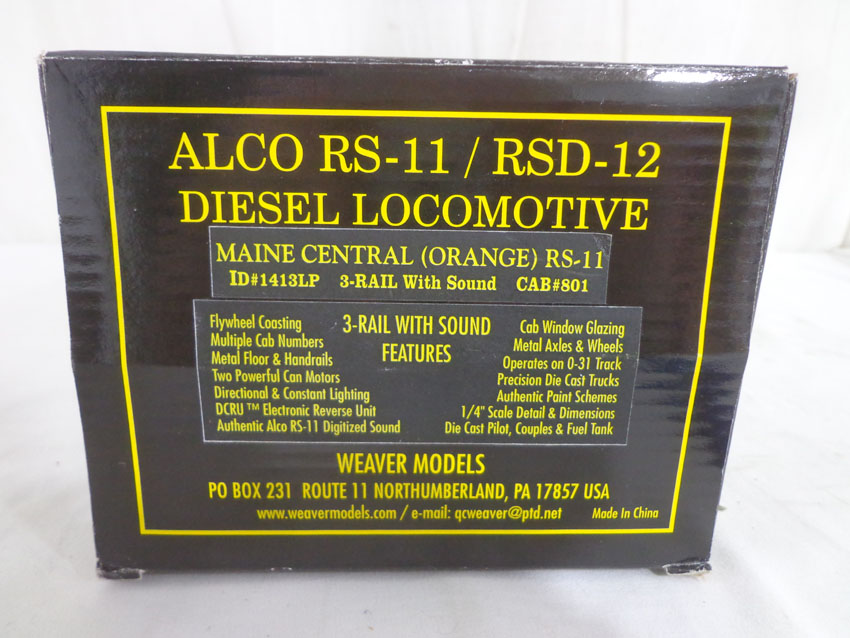 ALCO RS-11 / RSD-12
DIESEL LOCOMOTIVE
MAINE CENTRAL (ORANGE) RS-11
ID#1413LP 3-RAIL With Sound CAB#801
3-RAIL WITH SOUND
FEATURES
Flywheel Coasting
Multiple Cab Numbers
Metal Floor & Handrails
Two Powerful Can Motors
Directional & Constant Lighting
DCRU ™ Electronic Reverse Unit
Authentic Alco RS-11 Digitized Sound
Cab Window Glazing
Metal Axles & Wheels
Operates on 0-31 Track
Precision Die Cast Trucks
Authentic Paint Schemes
1/4" Scale Detail & Dimensions
Die Cast Pilot, Couples & Fuel Tank
WEAVER MODELS
PO BOX 231 ROUTE 11 NORTHUMBERLAND, PA 17857 USA
www.weavermodels.com / e-mail: qcweaver@ptd.net Made In China